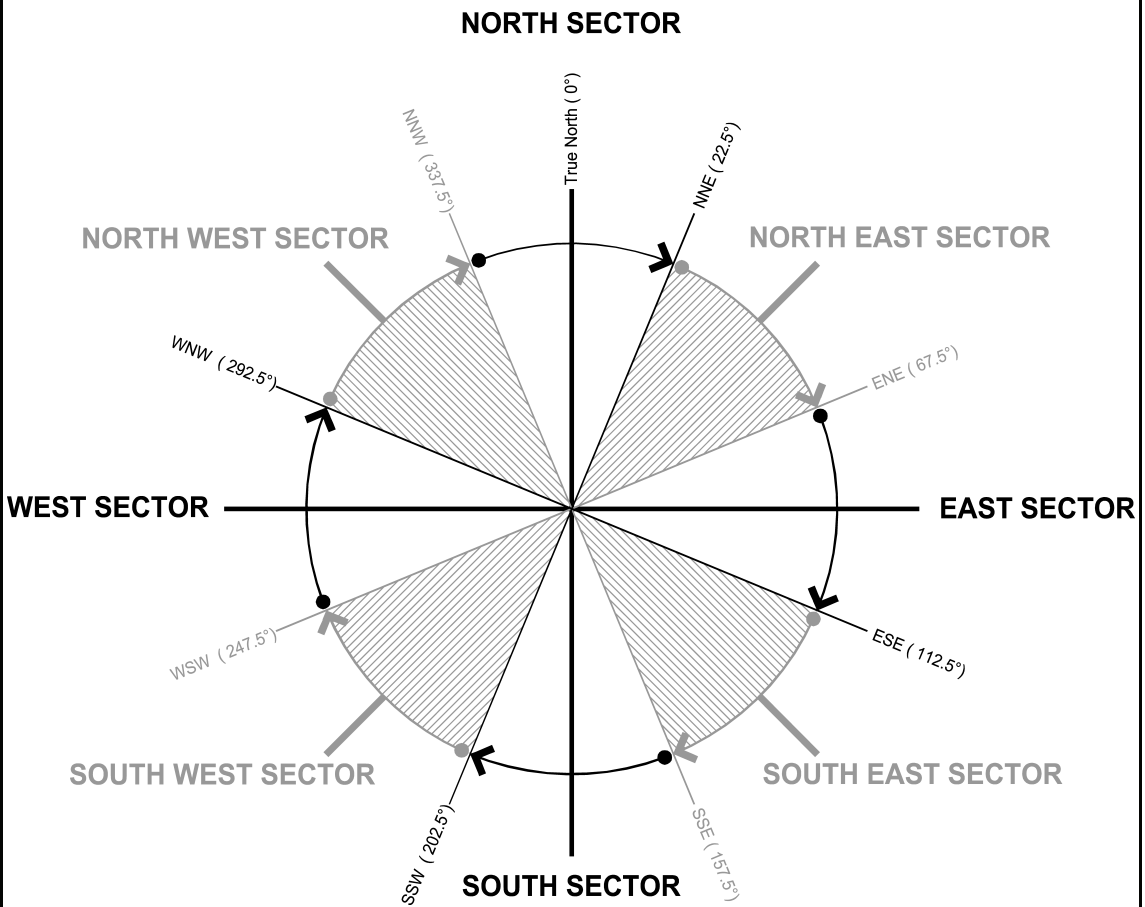 NORTH SECTOR
True North ( 0°)
NNW ( 337.5°)
NNE ( 22.5°)
NORTH WEST SECTOR
NORTH EAST SECTOR
WNW ( 292.5°)
ENE ( 67.5°)
WEST SECTOR
EAST SECTOR
WSW ( 247.5°)
ESE ( 112.5°)
SOUTH WEST SECTOR
SOUTH EAST SECTOR
SSW ( 202.5°)
SSE ( 157.5°)
SOUTH SECTOR